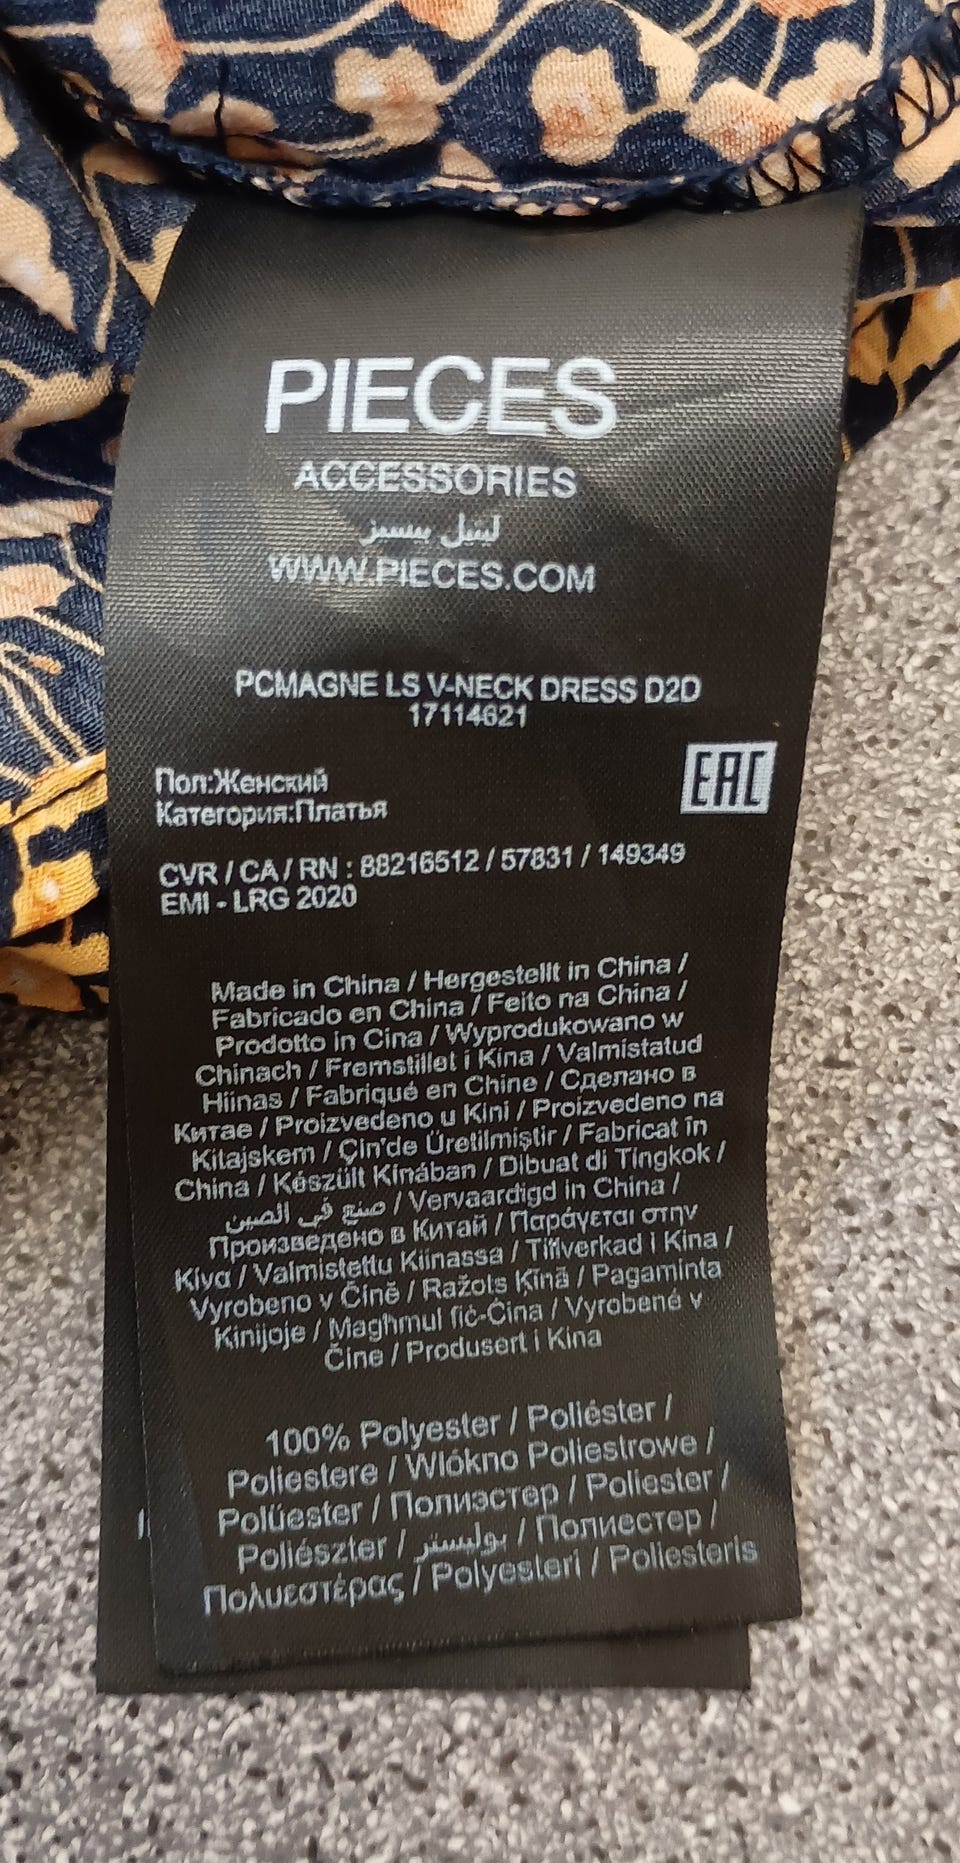 PIECES
ACCESSORIES
ليتيل بيسيز
WWW.PIECES.COM
PCMAGNE LS V-NECK DRESS D2D
17114621
EAC
Пол:Женский
Категория:Платья
CVR / CA / RN : 88216512 / 57831 / 149349
EMI - LRG 2020
Made in China / Hergestellt in China /
Fabricado en China / Feito na China /
Prodotto in Cina / Wyprodukowano w
Chinach / Fremstillet i Kina / Valmistatud
Hiinas / Fabriqué en Chine / Сделано в
Китае / Proizvedeno u Kini / Proizvedeno na
Kitajskem / Çin'de Üretilmiştir / Fabricat în
China / Készült Kínában / Dibuat di Tingkok /
صنع في الصين / Vervaardigd in China /
Произведено в Китай / Παράγεται στην
Κίνα / Valmistettu Kiinassa / Tillverkad i Kina /
Vyrobeno v Číně / Ražots Ķīnā / Pagaminta
Kinijoje / Magħmul fiċ-Ċina / Vyrobené v
Číne / Produsert i Kina
100% Polyester / Poliéster /
Poliestere / Włókno Poliestrowe /
Polüester / Полиэстер / Poliester /
Poliészter / بوليستر / Полиестер /
Πολυεστέρας / Polyesteri / Poliesteris